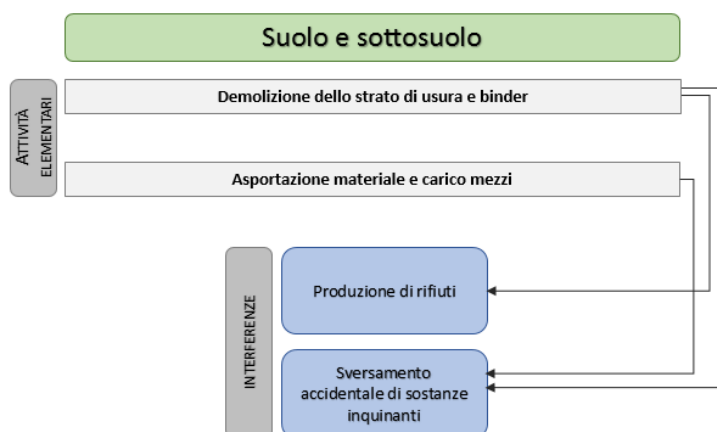 Suolo e sottosuolo
ATTIVITÀ
ELEMENTARI
Demolizione dello strato di usura e binder
Asportazione materiale e carico mezzi
INTERFERENZE
Produzione di rifiuti
Sversamento
accidentale di sostanze
inquinanti